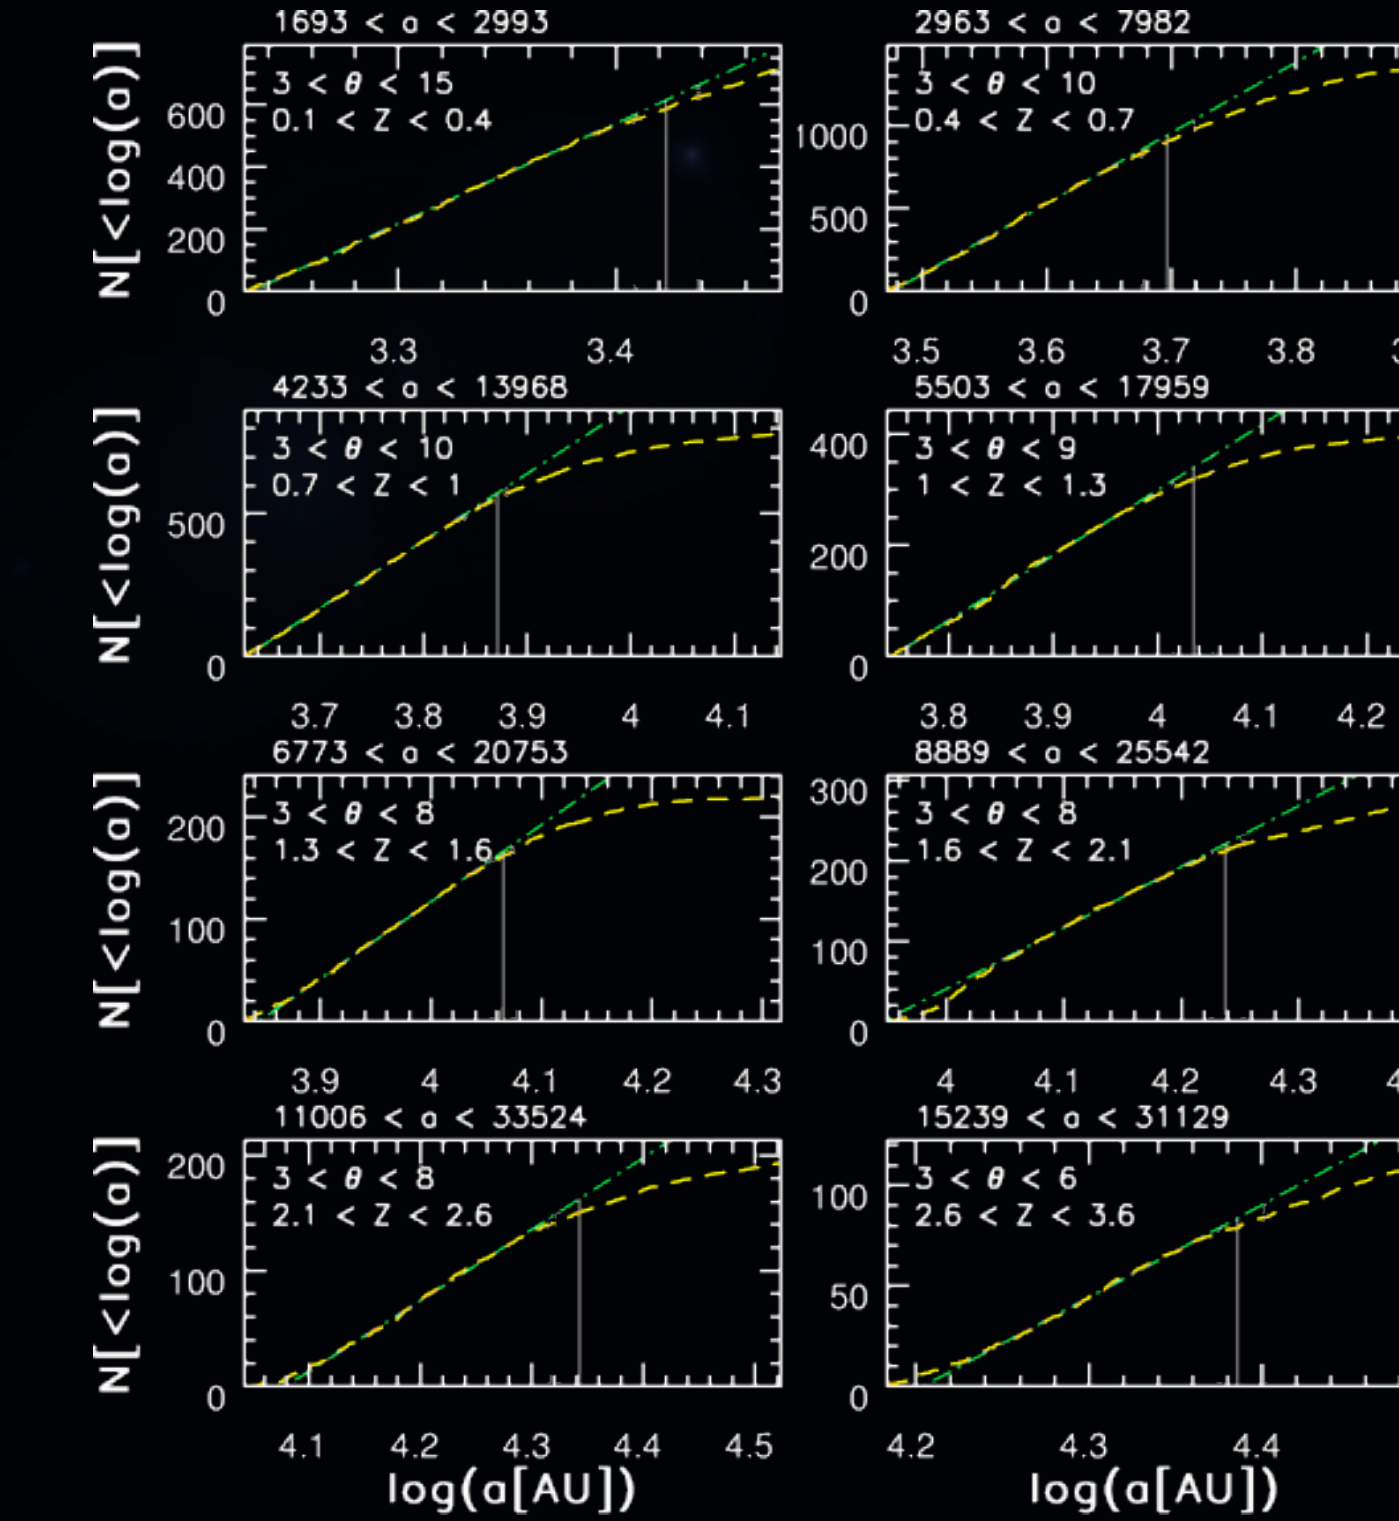 1693 < a < 2993
3 < θ < 15
0.1 < Z < 0.4
N[<log(a)]
600
400
200
0
3.3 3.4
2963 < a < 7982
3 < θ < 10
0.4 < Z < 0.7
1000
500
0
3.5 3.6 3.7 3.8
4233 < a < 13968
3 < θ < 10
0.7 < Z < 1
N[<log(a)]
500
0
3.7 3.8 3.9 4 4.1
5503 < a < 17959
3 < θ < 9
1 < Z < 1.3
400
200
0
3.8 3.9 4 4.1 4.2
6773 < a < 20753
3 < θ < 8
1.3 < Z < 1.6
N[<log(a)]
200
100
0
3.9 4 4.1 4.2 4.3
8889 < a < 25542
3 < θ < 8
1.6 < Z < 2.1
300
200
100
0
4 4.1 4.2 4.3
11006 < a < 33524
3 < θ < 8
2.1 < Z < 2.6
N[<log(a)]
200
100
0
4.1 4.2 4.3 4.4 4.5
log(a[AU])
15239 < a < 31129
3 < θ < 6
2.6 < Z < 3.6
100
50
0
4.2 4.3 4.4
log(a[AU])